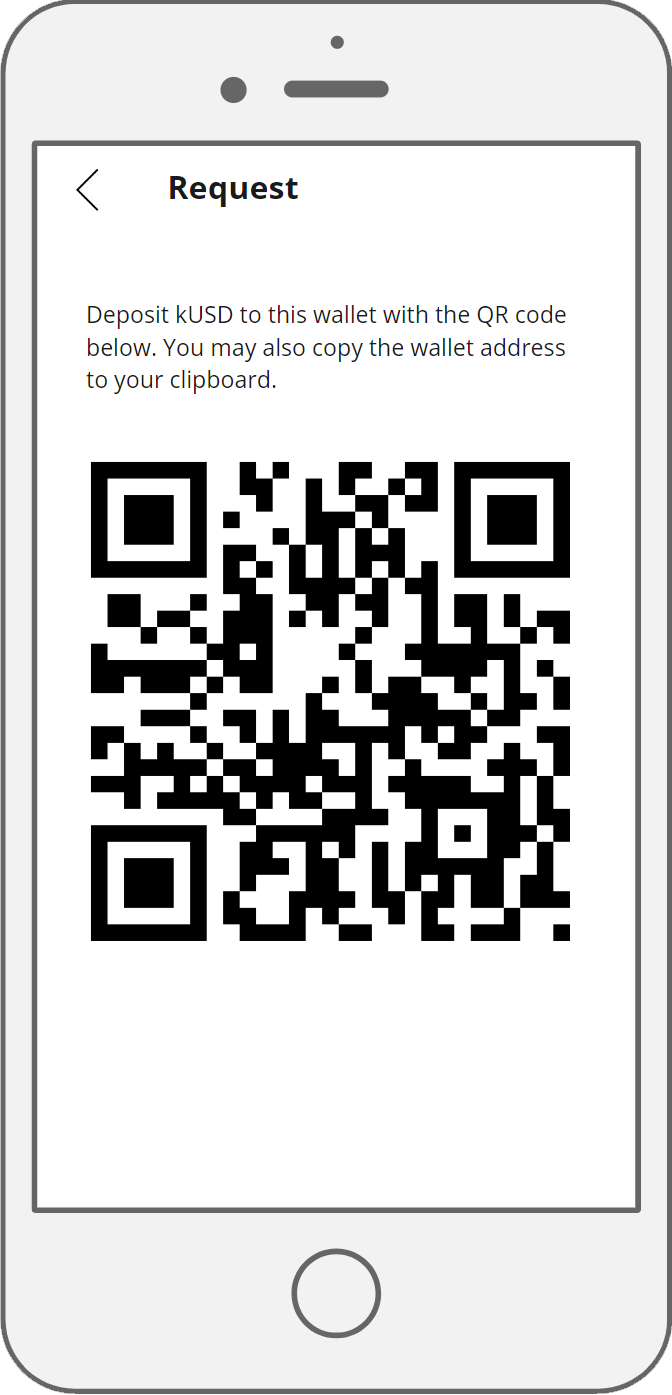 Request
Deposit kUSD to this wallet with the QR code
below. You may also copy the wallet address
to your clipboard.